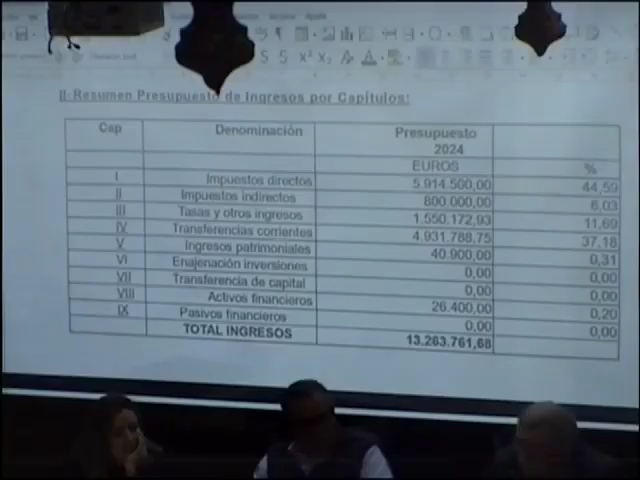 II-Resumen Presupuesto de Ingresos por Capítulos:
Cap Denominación Presupuesto 2024
EUROS %
I Impuestos directos 5.914.500,00 44,59
II Impuestos indirectos 800.000,00 6,03
III Tasas y otros ingresos 1.550.172,93 11,69
IV Transferencias corrientes 4.931.788,75 37,18
V Ingresos patrimoniales 40.900,00 0,31
VI Enajenación inversiones 0,00 0,00
VII Transferencia de capital 0,00 0,00
VIII Activos financieros 26.400,00 0,20
IX Pasivos financieros 0,00 0,00
TOTAL INGRESOS 13.263.761,68